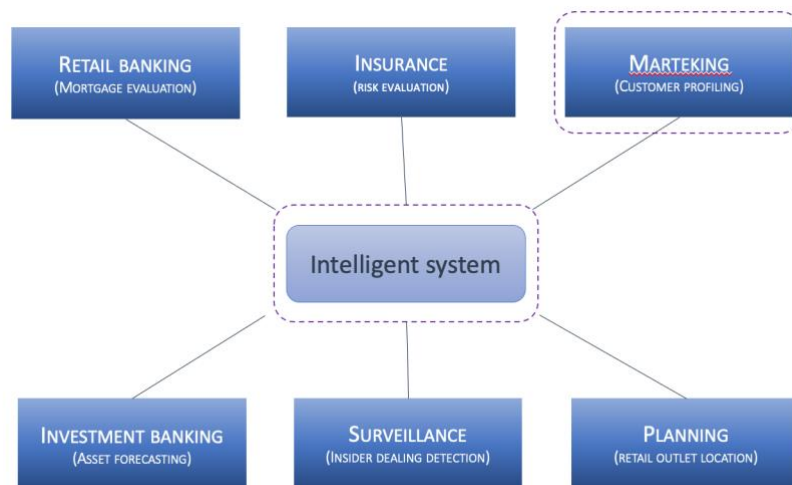 RETAIL BANKING
(MORTGAGE EVALUATION)
INSURANCE
(RISK EVALUATION)
MARTEKING
(CUSTOMER PROFILING)
Intelligent system
INVESTMENT BANKING
(ASSET FORECASTING)
SURVEILLANCE
(INSIDER DEALING DETECTION)
PLANNING
(RETAIL OUTLET LOCATION)